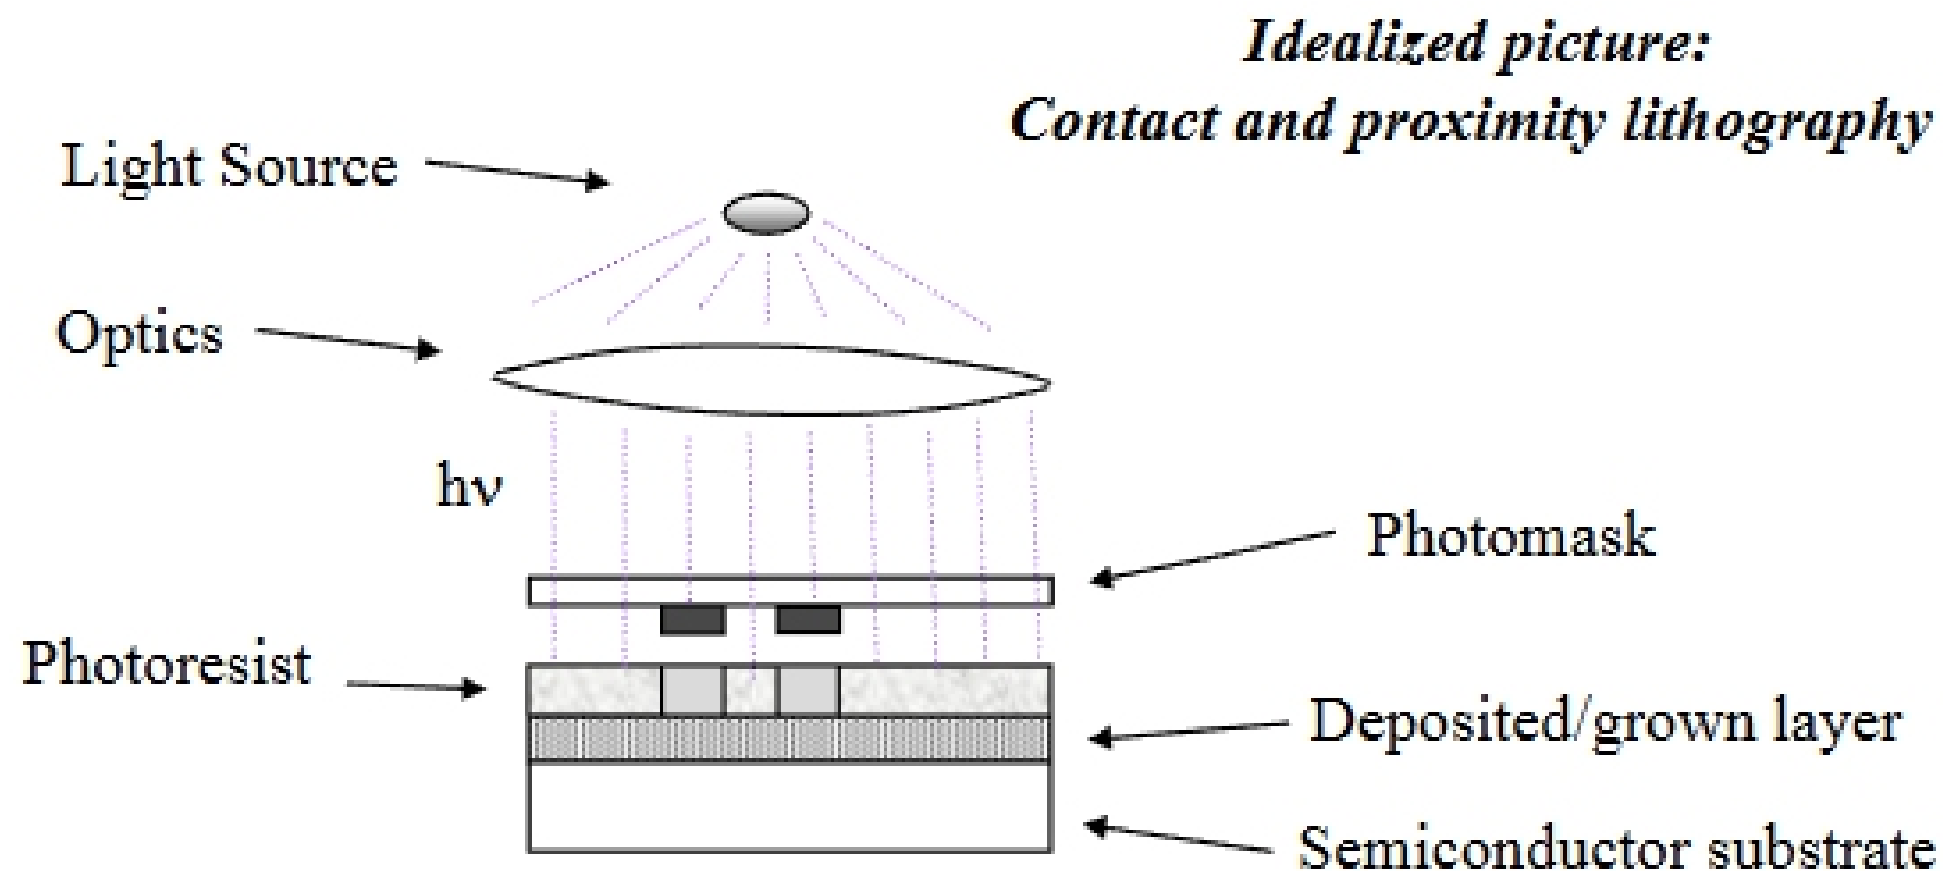 Idealized picture:
Contact and proximity lithography
Light Source
Optics
hν
Photomask
Photoresist
Deposited/grown layer
Semiconductor substrate